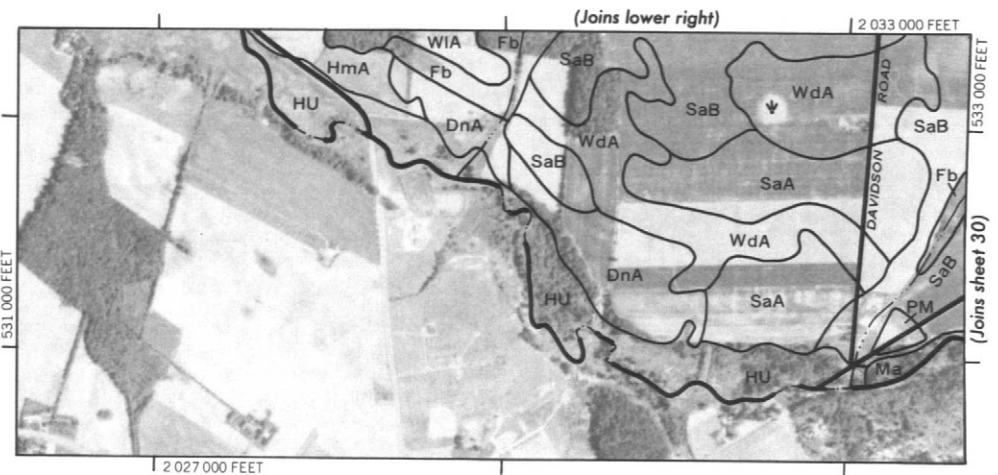 (Joins lower right)
2 033 000 FEET
WIA
Fb
HmA
Fb
SaB
HU
DnA
SaB
WdA
ROAD
533 000 FEET
SaB
WdA
SaB
SaA
DAVIDSON
Fb
WdA
SaB
(Joins sheet 30)
531 000 FEET
DnA
HU
SaA
PM
HU
Ma
2 027 000 FEET